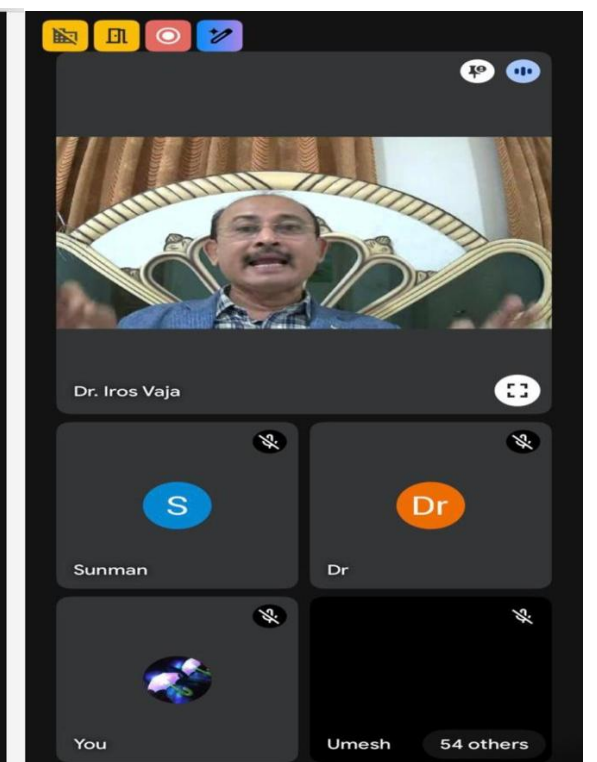 Dr. Iros Vaja
S
Dr
Sunman
Dr
You
Umesh
54 others